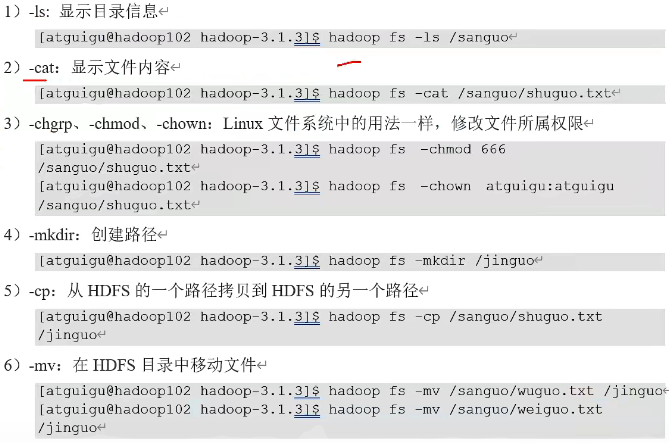 1）-ls: 显示目录信息
[atguigu@hadoop102 hadoop-3.1.3]$ hadoop fs -ls /sanguo
2）-cat：显示文件内容
[atguigu@hadoop102 hadoop-3.1.3]$ hadoop fs -cat /sanguo/shuguo.txt
3）-chgrp、-chmod、-chown：Linux 文件系统中的用法一样，修改文件所属权限
[atguigu@hadoop102 hadoop-3.1.3]$ hadoop fs -chmod 666
/sanguo/shuguo.txt
[atguigu@hadoop102 hadoop-3.1.3]$ hadoop fs -chown atguigu:atguigu
/sanguo/shuguo.txt
4）-mkdir：创建路径
[atguigu@hadoop102 hadoop-3.1.3]$ hadoop fs -mkdir /jinguo
5）-cp：从 HDFS 的一个路径拷贝到 HDFS 的另一个路径
[atguigu@hadoop102 hadoop-3.1.3]$ hadoop fs -cp /sanguo/shuguo.txt
/jinguo
6）-mv：在 HDFS 目录中移动文件
[atguigu@hadoop102 hadoop-3.1.3]$ hadoop fs -mv /sanguo/wuguo.txt /jinguo
[atguigu@hadoop102 hadoop-3.1.3]$ hadoop fs -mv /sanguo/weiguo.txt
/jinguo